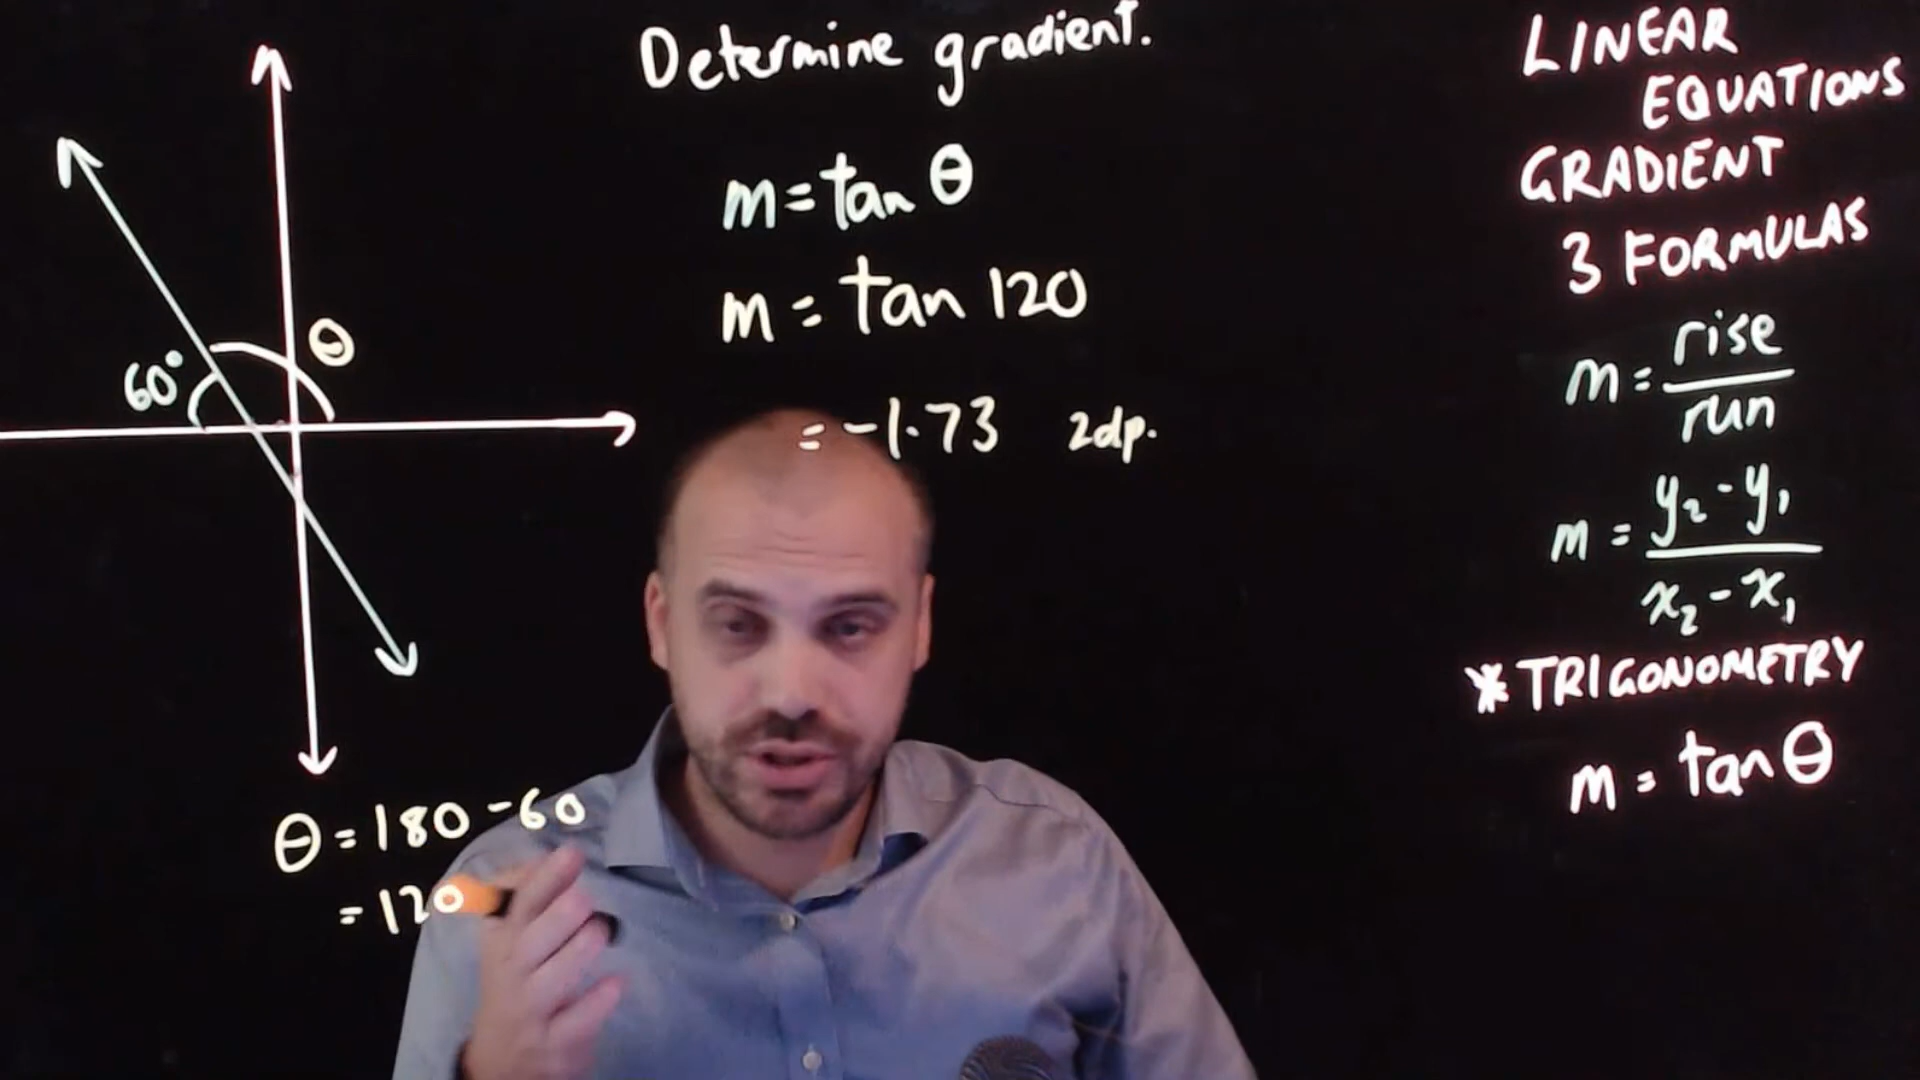 Determine gradient.
m = tan θ
m = tan 120
= -1.73 2dp.
60°
θ
θ = 180 - 60
= 120
LINEAR
EQUATIONS
GRADIENT
3 FORMULAS
m = rise
run
m = y₂ - y₁
x₂ - x₁
* TRIGONOMETRY
m = tan θ